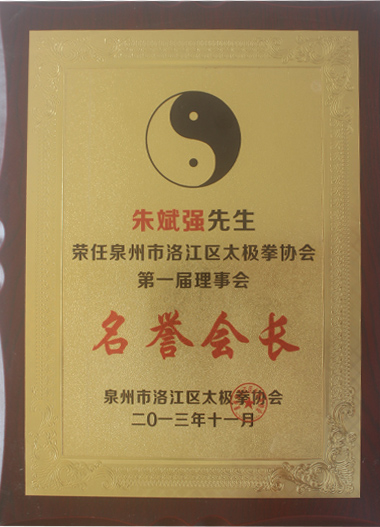 朱斌强先生
荣任泉州市洛江区太极拳协会
第一届理事会
名誉会长
泉州市洛江区太极拳协会
二〇一三年十一月